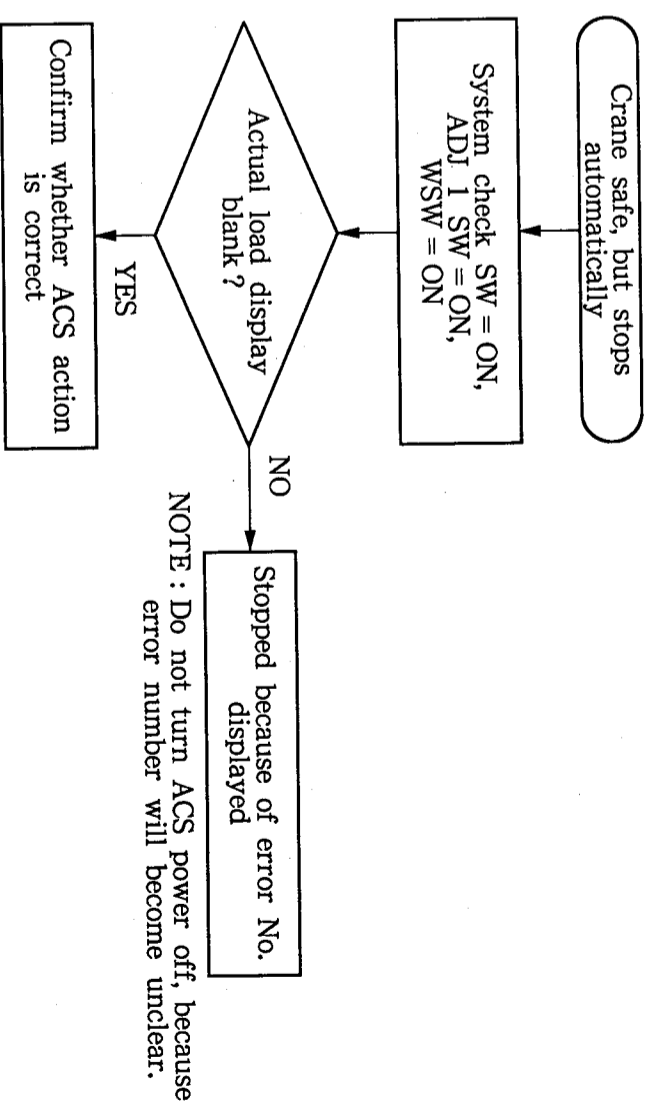 Crane safe, but stops
automatically
System check SW = ON,
ADJ. 1 SW = ON,
WSW = ON
Actual load display
blank?
NO
Stopped because of error No.
displayed
NOTE : Do not turn ACS power off, because
error number will become unclear.
YES
Confirm whether ACS action
is correct